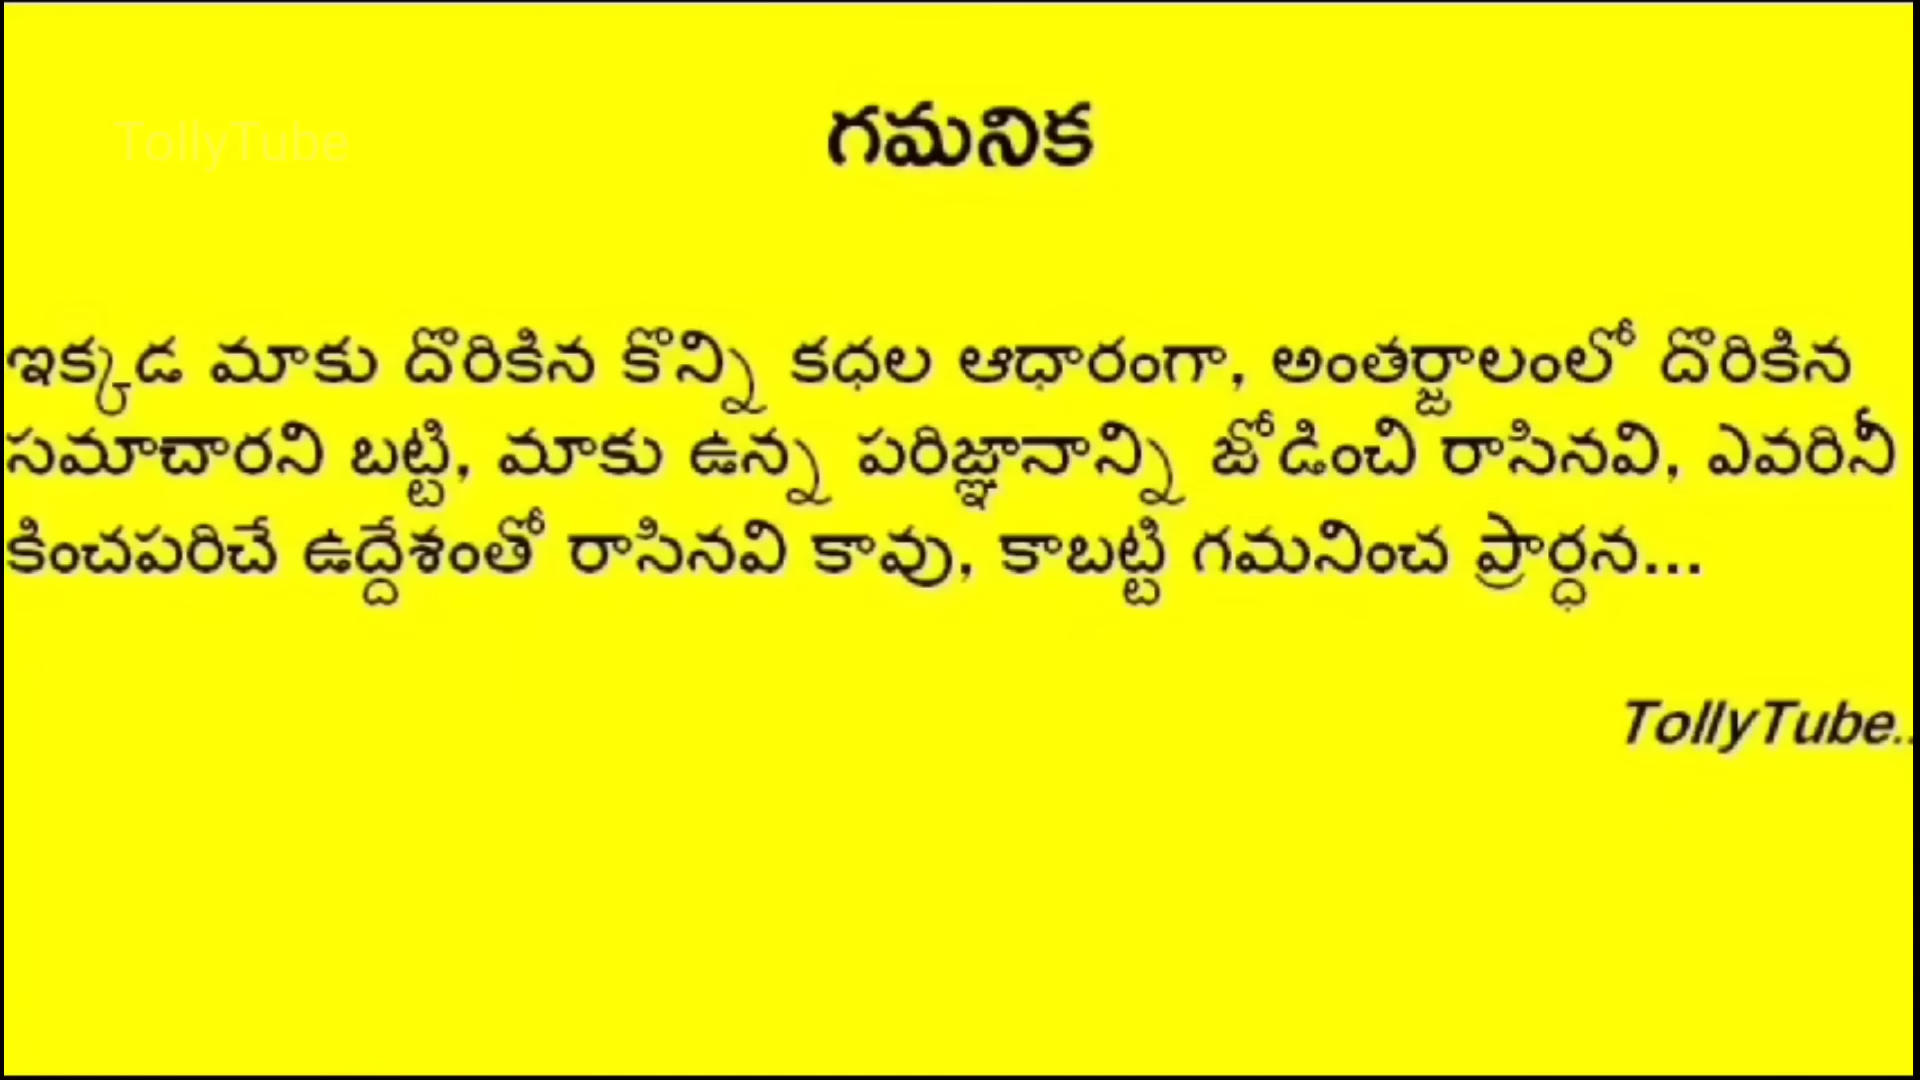 TollyTube
గమనిక
ఇక్కడ మాకు దొరికిన కొన్ని కధల ఆధారంగా, అంతర్జాలంలో దొరికిన
సమాచారని బట్టి, మాకు ఉన్న పరిజ్ఞానాన్ని జోడించి రాసినవి, ఎవరినీ
కించపరిచే ఉద్దేశంతో రాసినవి కావు, కాబట్టి గమనించ ప్రార్ధన...
TollyTube..